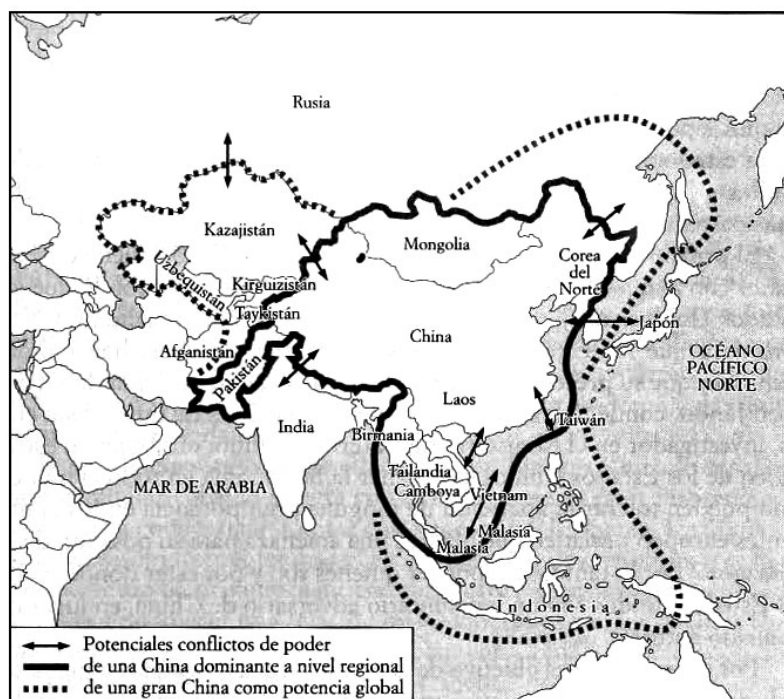 Rusia
Kazajistán
Mongolia
Uzbequistán
Kirguizistán
Taykistán
Corea
del
Norte
Japón
China
Afganistán
Pakistán
OCÉANO
PACÍFICO
NORTE
Laos
India
Birmania
Taiwán
MAR DE ARABIA
Tailandia
Camboya
Vietnam
Malasia
Malasia
Indonesia
Potenciales conflictos de poder
de una China dominante a nivel regional
de una gran China como potencia global